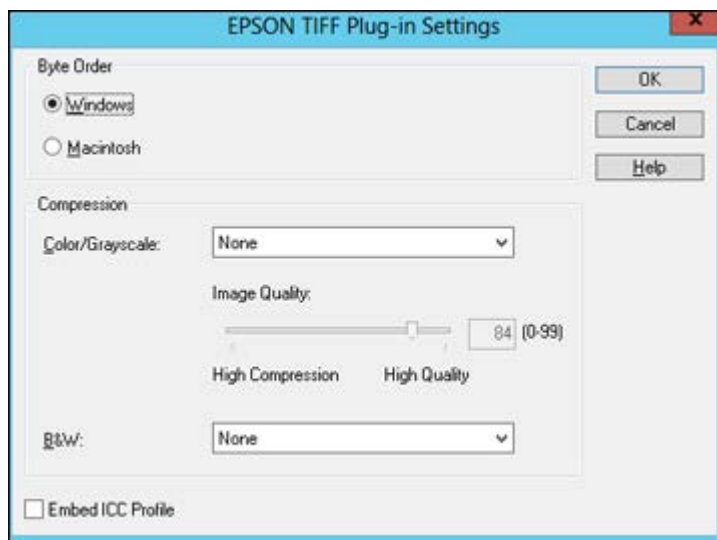 EPSON TIFF Plug-in Settings
x
Byte Order
Windows
Macintosh
OK
Cancel
Help
Compression
Color/Grayscale:
None
Image Quality:
84 (0-99)
High Compression High Quality
B&W:
None
Embed ICC Profile